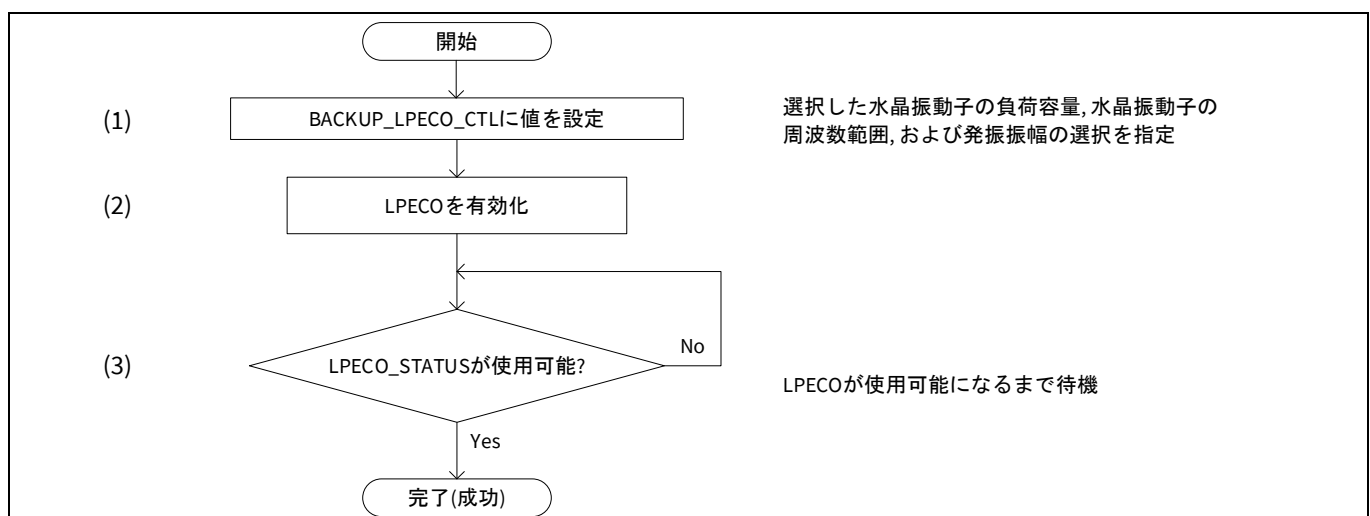 開始
(1)
BACKUP_LPECO_CTLに値を設定
選択した水晶振動子の負荷容量, 水晶振動子の
周波数範囲, および発振振幅の選択を指定
(2)
LPECOを有効化
(3)
LPECO_STATUSが使用可能?
No
LPECOが使用可能になるまで待機
Yes
完了(成功)